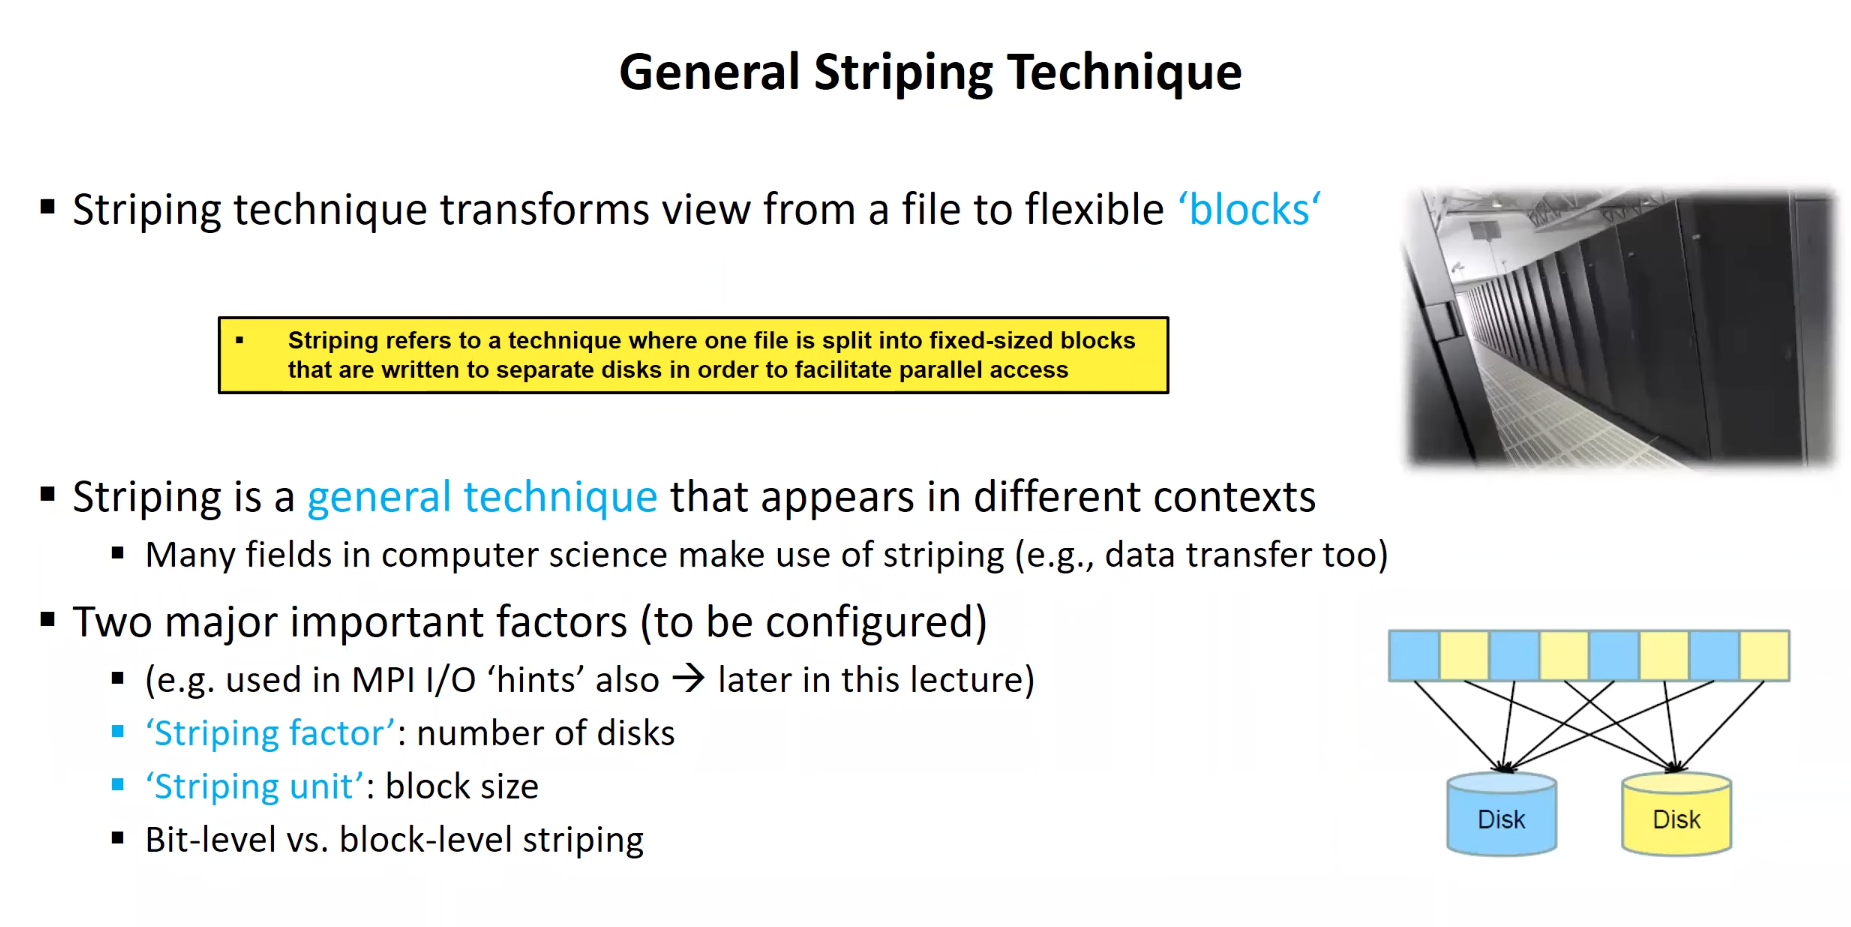 General Striping Technique
▪ Striping technique transforms view from a file to flexible ‘blocks‘
▪ Striping refers to a technique where one file is split into fixed-sized blocks
that are written to separate disks in order to facilitate parallel access
▪ Striping is a general technique that appears in different contexts
▪ Many fields in computer science make use of striping (e.g., data transfer too)
▪ Two major important factors (to be configured)
▪ (e.g. used in MPI I/O ‘hints’ also → later in this lecture)
▪ ‘Striping factor’: number of disks
▪ ‘Striping unit’: block size
▪ Bit-level vs. block-level striping
Disk
Disk